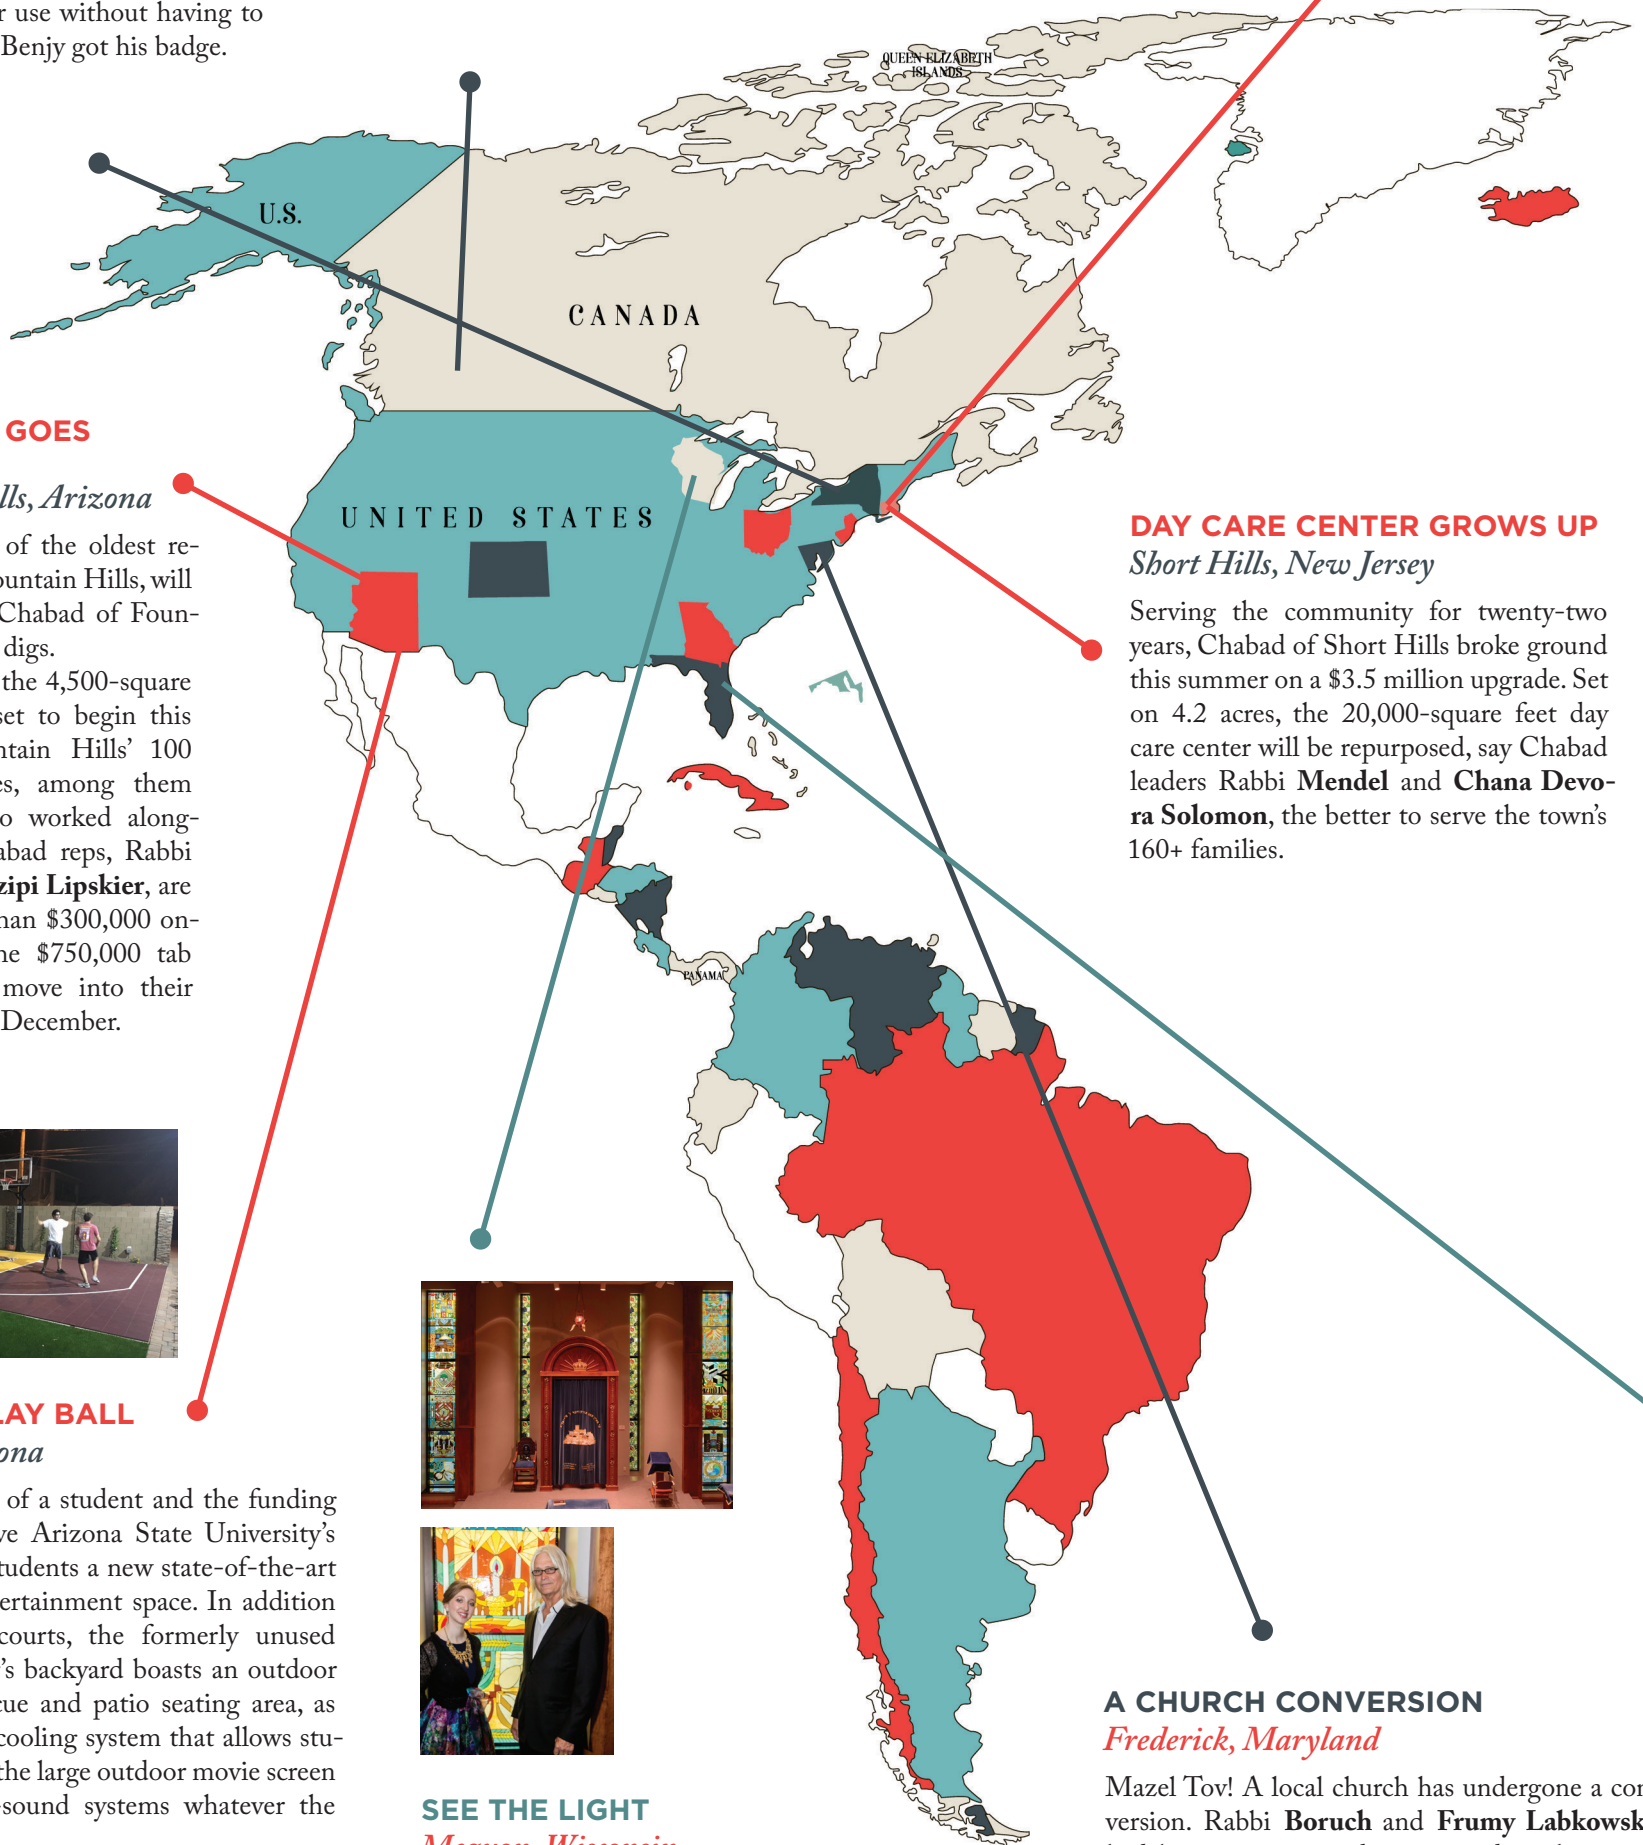 r use without having to
Benjy got his badge.
QUEEN ELIZABETH
ISLANDS
U.S.
CANADA
UNITED STATES
PANAMA
GOES
lls, Arizona
of the oldest re-
ountain Hills, will
Chabad of Foun-
digs.
the 4,500-square
set to begin this
ntain Hills’ 100
es, among them
o worked along-
abad reps, Rabbi
zipi Lipskier, are
han $300,000 on-
he $750,000 tab
move into their
December.
DAY CARE CENTER GROWS UP
Short Hills, New Jersey
Serving the community for twenty-two
years, Chabad of Short Hills broke ground
this summer on a $3.5 million upgrade. Set
on 4.2 acres, the 20,000-square feet day
care center will be repurposed, say Chabad
leaders Rabbi Mendel and Chana Devo-
ra Solomon, the better to serve the town’s
160+ families.
LAY BALL
ona
of a student and the funding
ve Arizona State University’s
tudents a new state-of-the-art
ertainment space. In addition
courts, the formerly unused
’s backyard boasts an outdoor
cue and patio seating area, as
cooling system that allows stu-
the large outdoor movie screen
-sound systems whatever the
SEE THE LIGHT
Mequon, Wisconsin
A CHURCH CONVERSION
Frederick, Maryland
Mazel Tov! A local church has undergone a con
version. Rabbi Boruch and Frumy Labkowsk